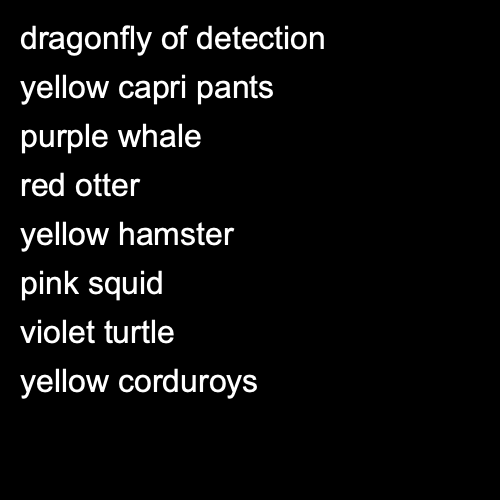 dragonfly of detection
yellow capri pants
purple whale
red otter
yellow hamster
pink squid
violet turtle
yellow corduroys